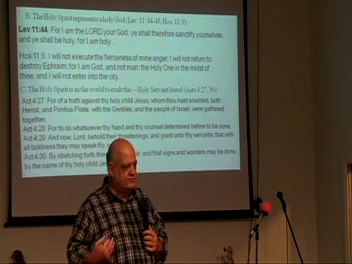 B. The Holy Spirit represents a holy God (Lev. 11:44-45; Hos. 11:9).
Lev 11:44 For I am the LORD your God: ye shall therefore sanctify yourselves,
and ye shall be holy; for I am holy:
Hos 11:9 I will not execute the fierceness of mine anger, I will not return to
destroy Ephraim: for I am God, and not man; the Holy One in the midst of
thee: and I will not enter into the city.
C. The Holy Spirit is in the world to exalt the Holy Servant Jesus! (Acts 4:27, 30)
Act 4:27 For of a truth against thy holy child Jesus, whom thou hast anointed, both
Herod, and Pontius Pilate, with the Gentiles, and the people of Israel, were gathered
together,
Act 4:28 For to do whatsoever thy hand and thy counsel determined before to be done.
Act 4:29 And now, Lord, behold their threatenings: and grant unto thy servants, that with
all boldness they may speak thy
Act 4:30 By stretching forth and that signs and wonders may be done
by the name of thy holy child